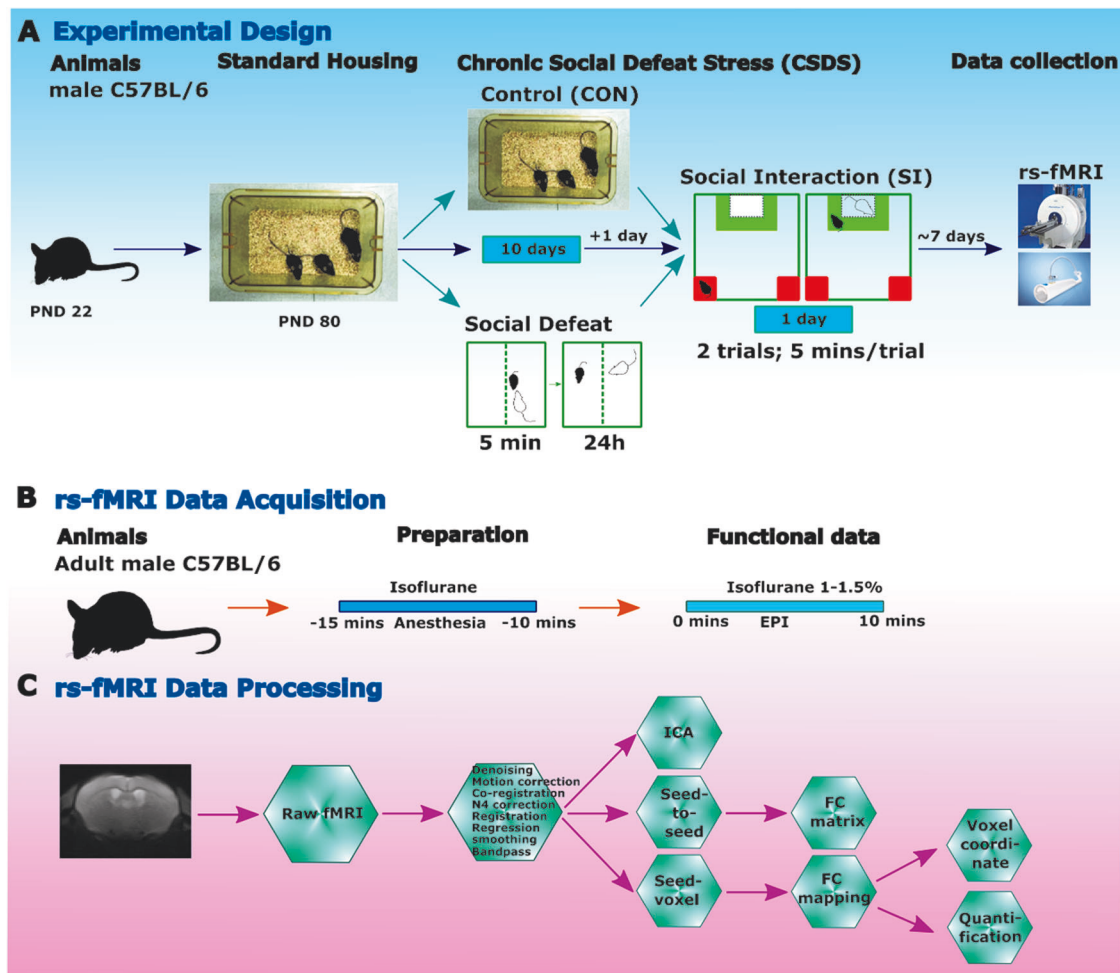 A Experimental Design
Animals
male C57BL/6
Standard Housing
Chronic Social Defeat Stress (CSDS)
Control (CON)
Data collection
PND 22
PND 80
10 days
+1 day
Social Defeat
5 min
24h
Social Interaction (SI)
1 day
2 trials; 5 mins/trial
~7 days
rs-fMRI
B rs-fMRI Data Acquisition
Animals
Adult male C57BL/6
Preparation
Isoflurane
-15 mins Anesthesia -10 mins
Functional data
Isoflurane 1-1.5%
0 mins EPI 10 mins
C rs-fMRI Data Processing
Raw fMRI
Denoising
Motion correction
Co-registration
N4 correction
Registration
Regression
smoothing
Bandpass
ICA
Seed-
to-
seed
FC
matrix
Seed-
voxel
FC
mapping
Voxel
coordi-
nate
Quanti-
fication